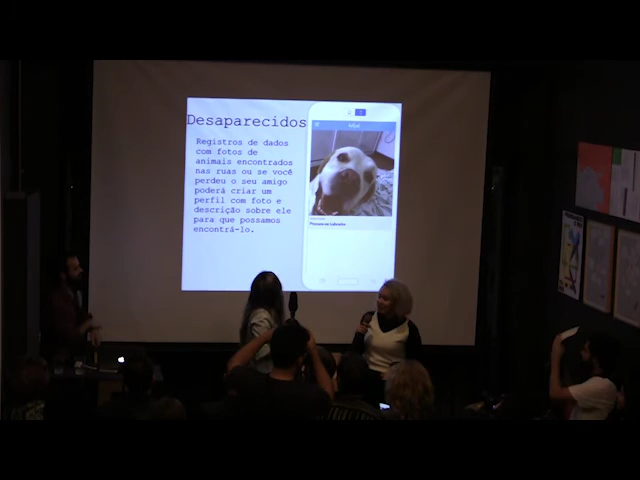 Desaparecidos
Registros de dados
com fotos de
animais encontrados
nas ruas ou se você
perdeu o seu amigo
poderá criar um
perfil com foto e
descrição sobre ele
para que possamos
encontrá-lo.